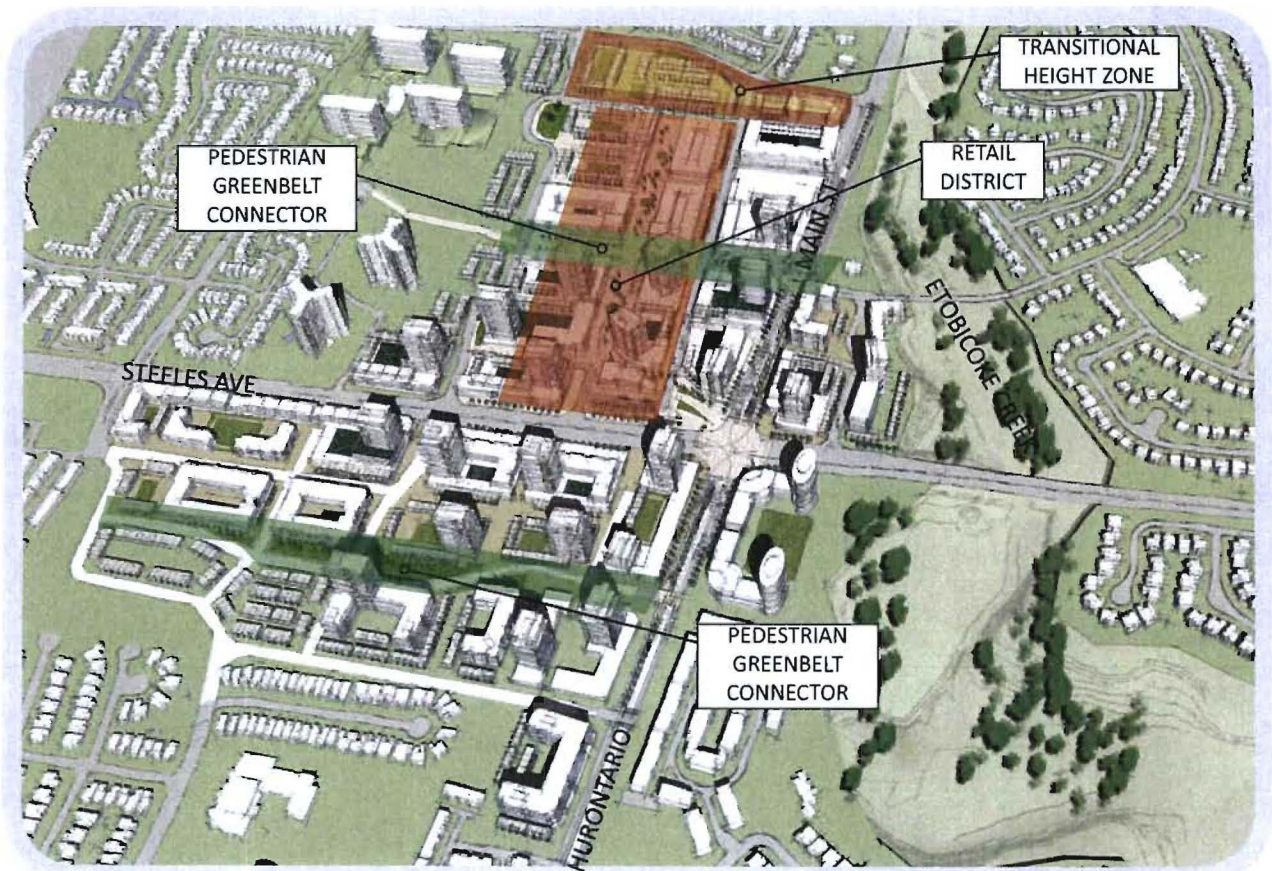 TRANSITIONAL
HEIGHT ZONE
PEDESTRIAN
GREENBELT
CONNECTOR
RETAIL
DISTRICT
MAIN ST
ETOBICOKE CREEK
STEELES AVE
PEDESTRIAN
GREENBELT
CONNECTOR
HURONTARIO